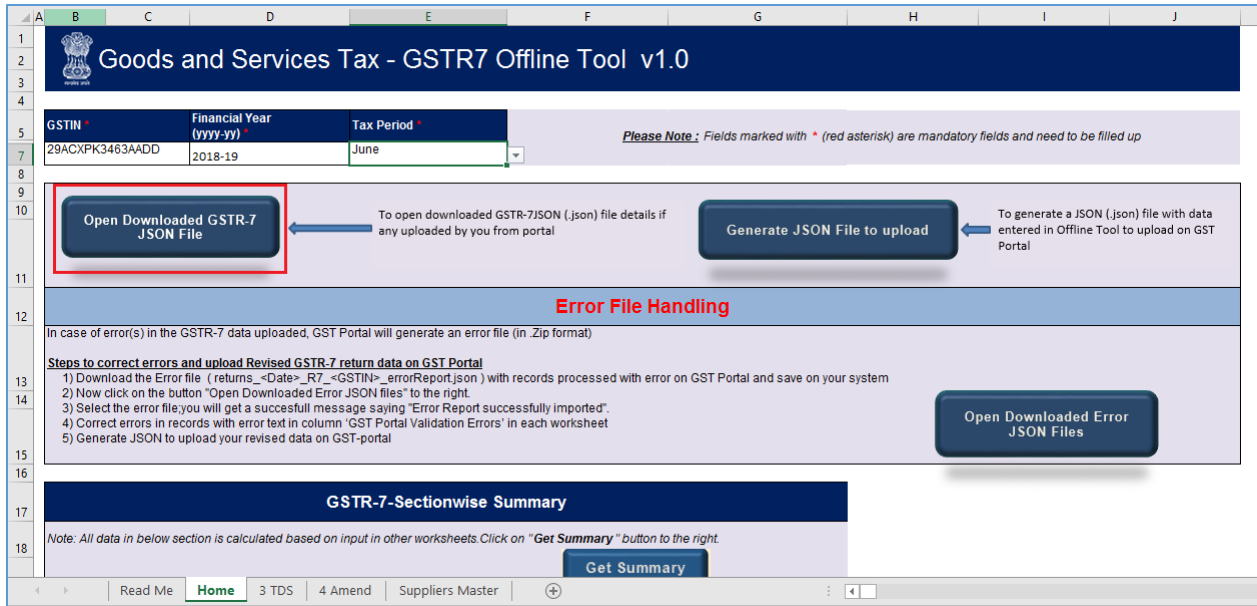 A B C D E F G H I J
1
2
3
4
5
7
8
9
10
11
12
13
14
15
16
17
18
Goods and Services Tax - GSTR7 Offline Tool v1.0
GSTIN *
Financial Year
(yyyy-yy) *
Tax Period *
Please Note : Fields marked with * (red asterisk) are mandatory fields and need to be filled up
29ACXPK3463AADD
2018-19
June
Open Downloaded GSTR-7
JSON File
To open downloaded GSTR-7JSON (.json) file details if
any uploaded by you from portal
Generate JSON File to upload
To generate a JSON (.json) file with data
entered in Offline Tool to upload on GST
Portal
Error File Handling
In case of error(s) in the GSTR-7 data uploaded, GST Portal will generate an error file (in .Zip format)
Steps to correct errors and upload Revised GSTR-7 return data on GST Portal
1) Download the Error file ( returns_<Date>_R7_<GSTIN>_errorReport.json ) with records processed with error on GST Portal and save on your system
2) Now click on the button "Open Downloaded Error JSON files" to the right.
3) Select the error file;you will get a succesfull message saying "Error Report successfully imported".
4) Correct errors in records with error text in column ‘GST Portal Validation Errors’ in each worksheet
5) Generate JSON to upload your revised data on GST-portal
Open Downloaded Error
JSON Files
GSTR-7-Sectionwise Summary
Note: All data in below section is calculated based on input in other worksheets.Click on "Get Summary " button to the right.
Get Summary
Read Me Home 3 TDS 4 Amend Suppliers Master